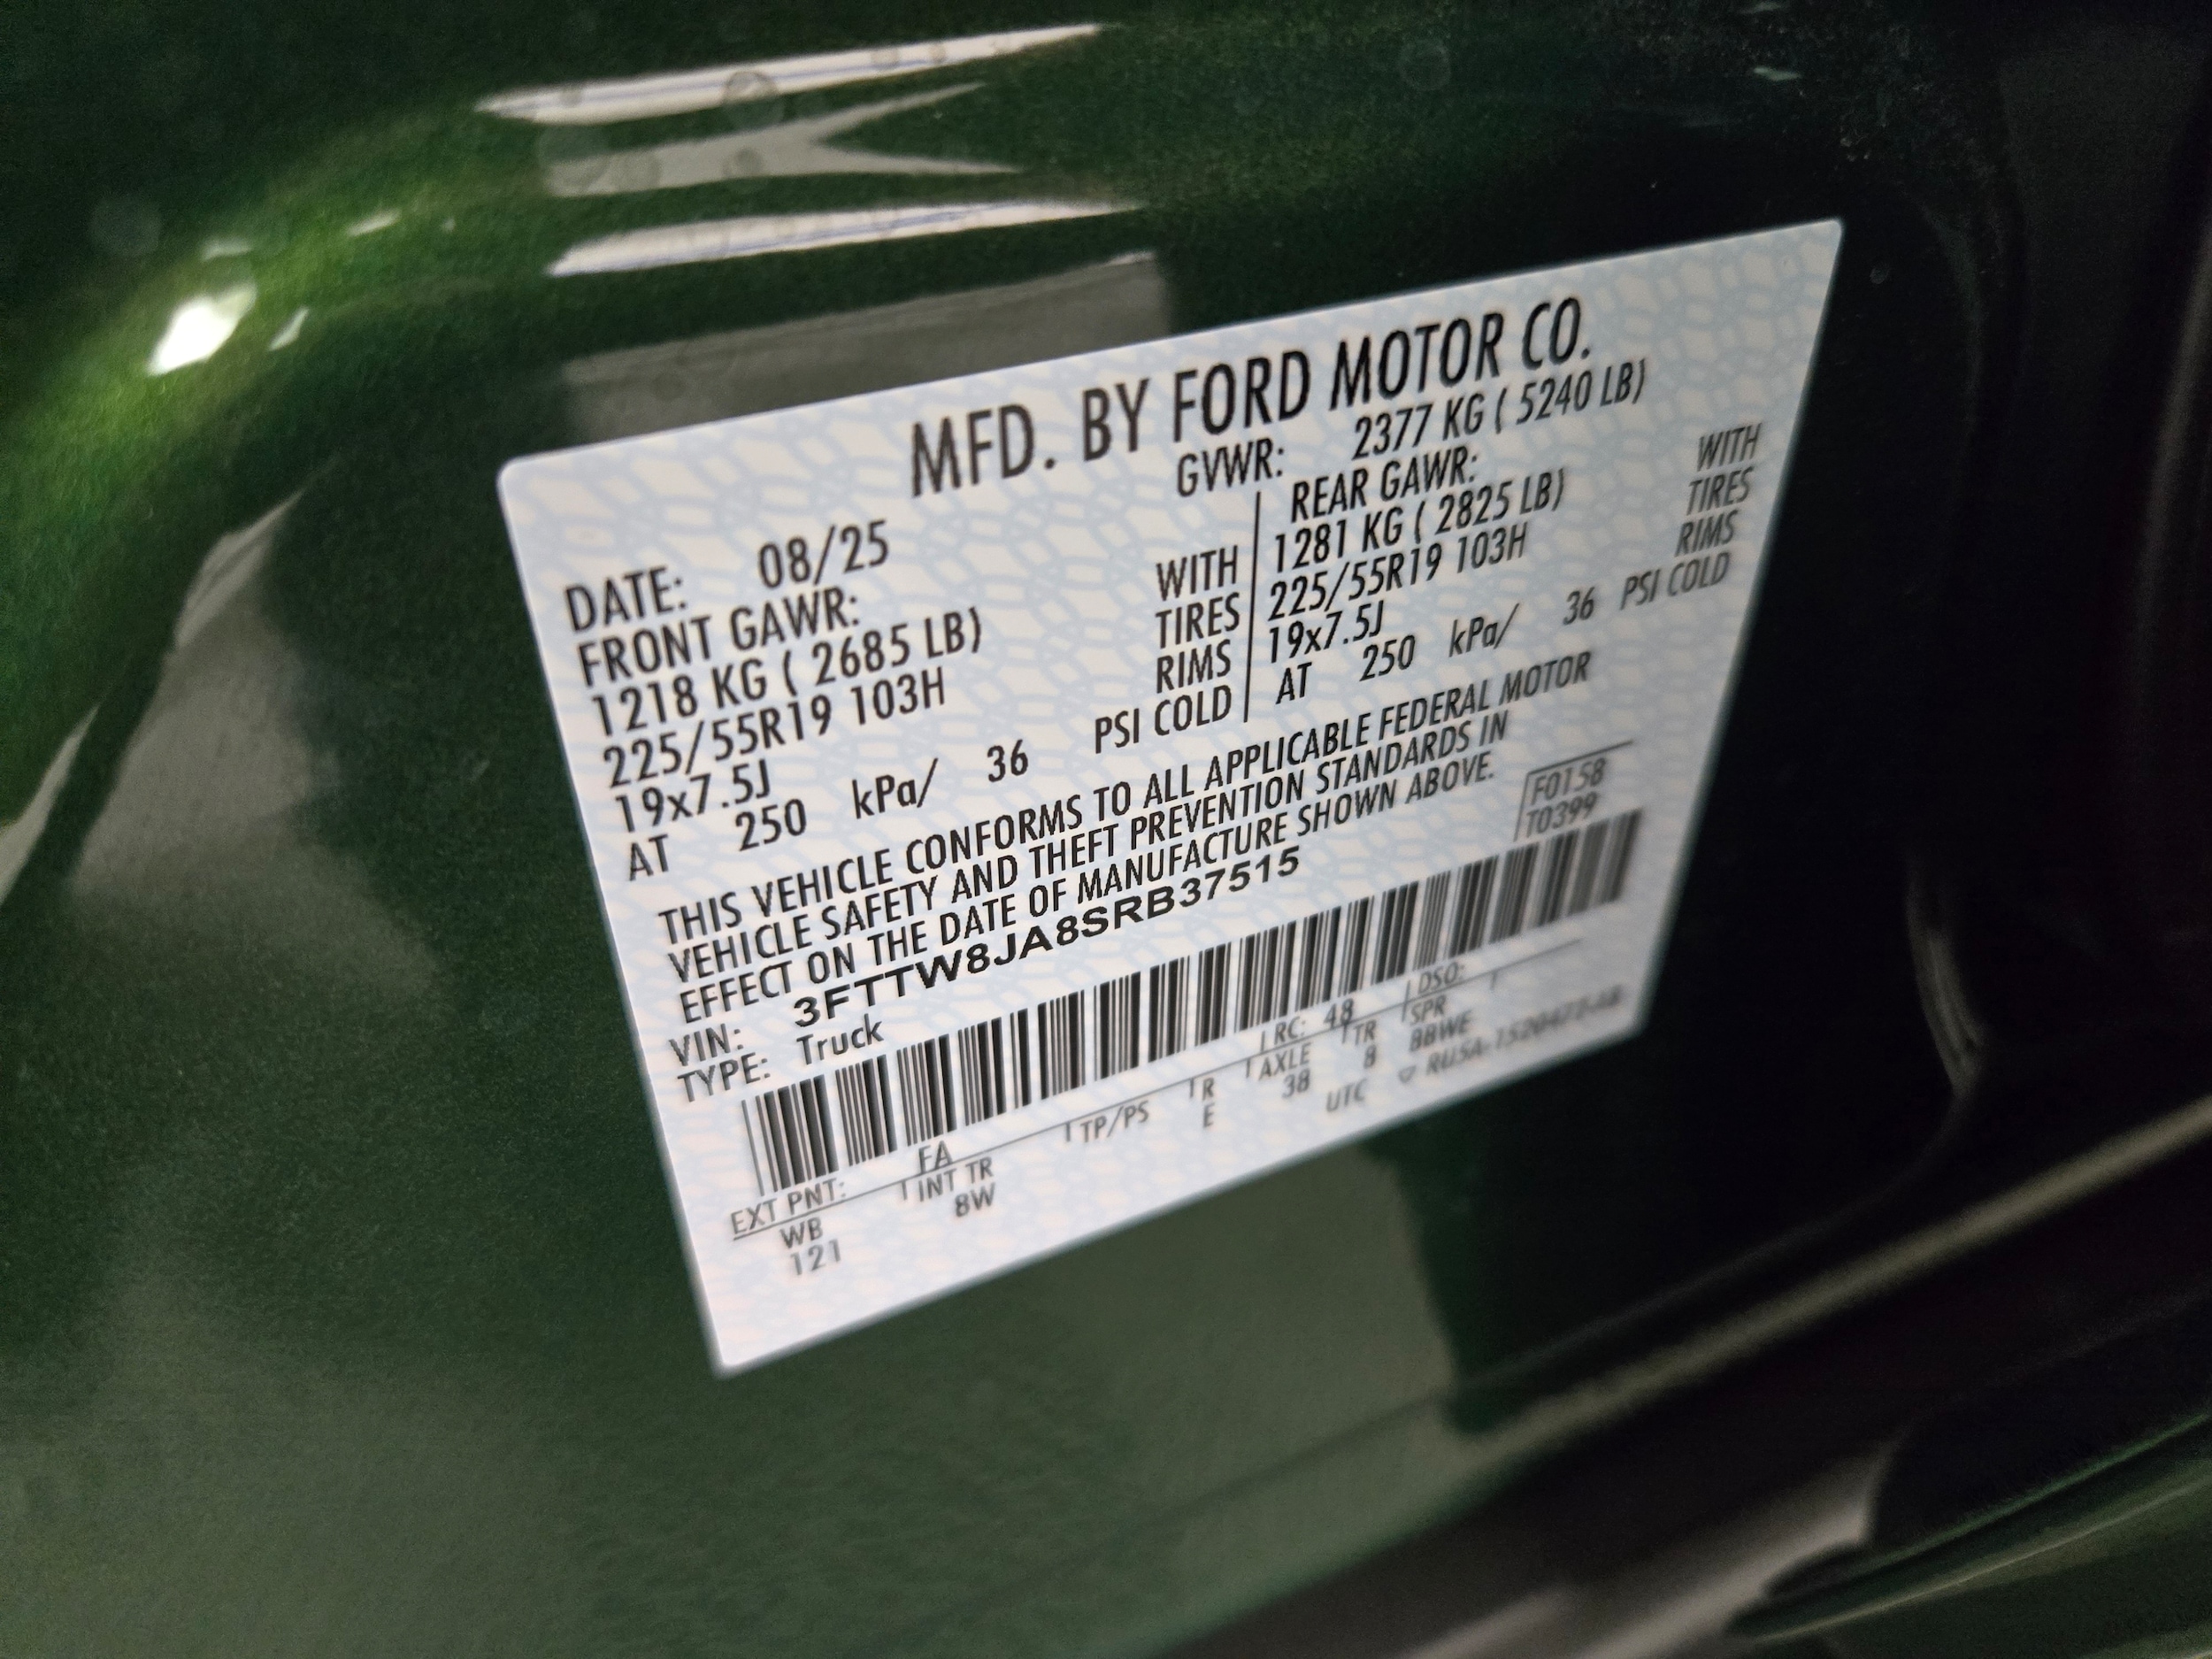 MFD. BY FORD MOTOR CO.
DATE: 08/25 GVWR: 2377 KG ( 5240 LB)
FRONT GAWR: REAR GAWR:
1218 KG ( 2685 LB) WITH 1281 KG ( 2825 LB) WITH
225/55R19 103H TIRES 225/55R19 103H TIRES
19x7.5J RIMS 19x7.5J RIMS
AT 250 kPa/ 36 PSI COLD AT 250 kPa/ 36 PSI COLD
THIS VEHICLE CONFORMS TO ALL APPLICABLE FEDERAL MOTOR
VEHICLE SAFETY AND THEFT PREVENTION STANDARDS IN
EFFECT ON THE DATE OF MANUFACTURE SHOWN ABOVE.
F0158
VIN: 3FTTW8JA8SRB37515
T0399
TYPE: Truck
EXT PNT: FA RC: 48 DSO:
WB INT TR TP/PS R AXLE TR SPR
121 8W E 38 8 BBWE
UTC